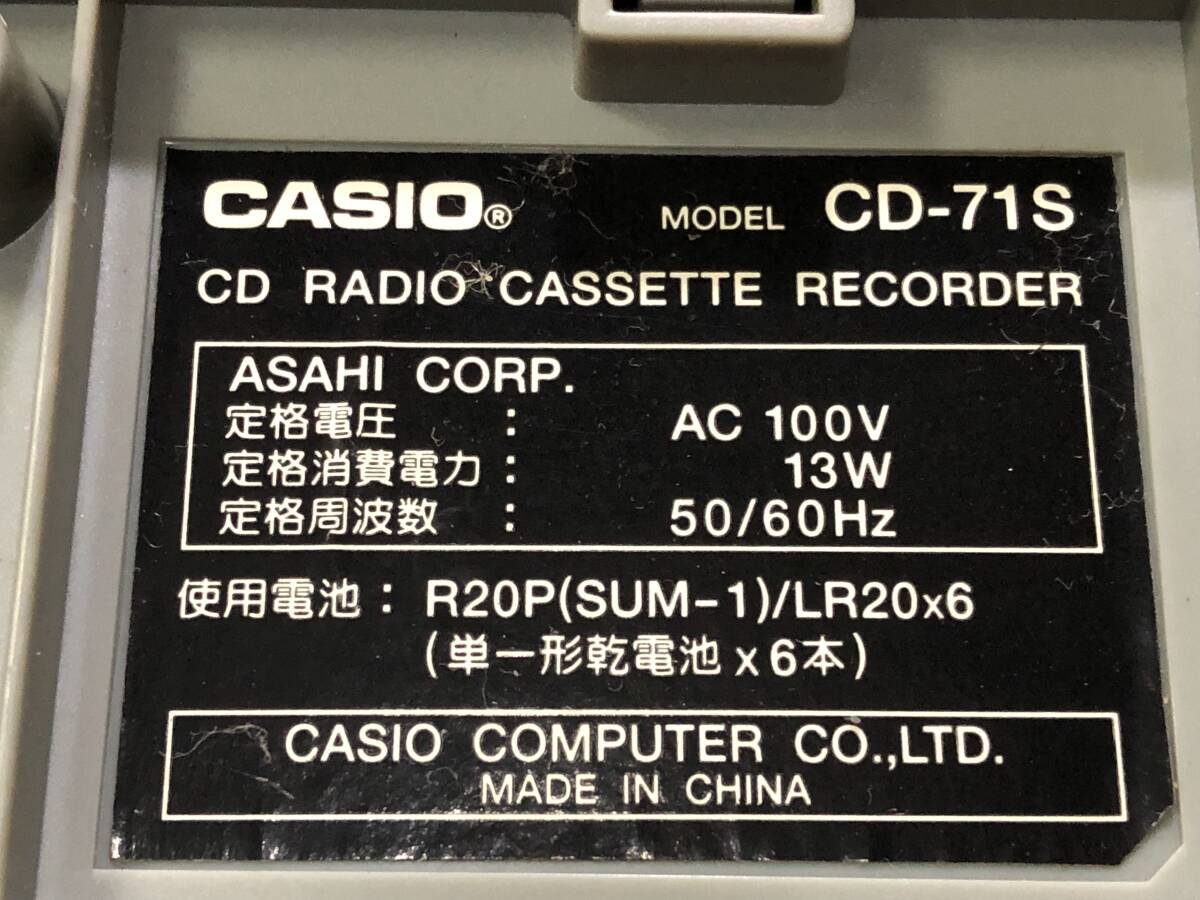 CASIO® MODEL CD-71S
CD RADIO CASSETTE RECORDER
ASAHI CORP.
定格電圧 : AC 100V
定格消費電力 : 13W
定格周波数 : 50/60Hz
使用電池 : R20P(SUM-1)/LR20x6
(単一形乾電池 x 6本)
CASIO COMPUTER CO.,LTD.
MADE IN CHINA